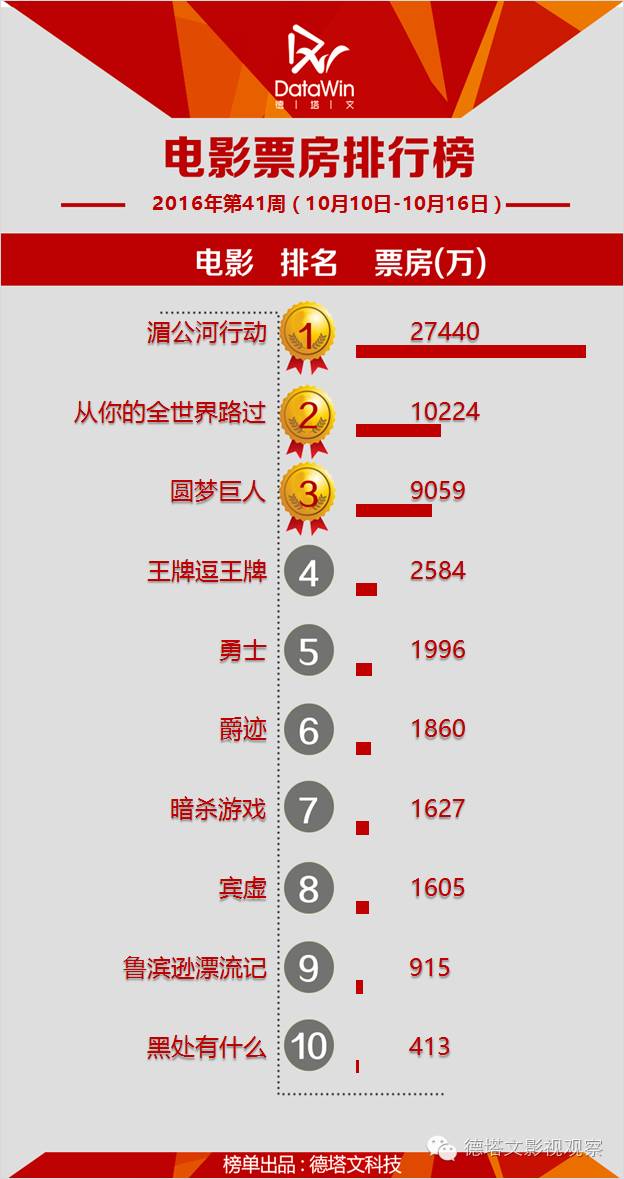 DataWin
德 | 塔 | 文
电影票房排行榜
2016年第41周（10月10日-10月16日）
电影 排名 票房(万)
湄公河行动 1 27440
从你的全世界路过 2 10224
圆梦巨人 3 9059
王牌逗王牌 4 2584
勇士 5 1996
爵迹 6 1860
暗杀游戏 7 1627
宾虚 8 1605
鲁滨逊漂流记 9 915
黑处有什么 10 413
德塔文影视观察
榜单出品：德塔文科技